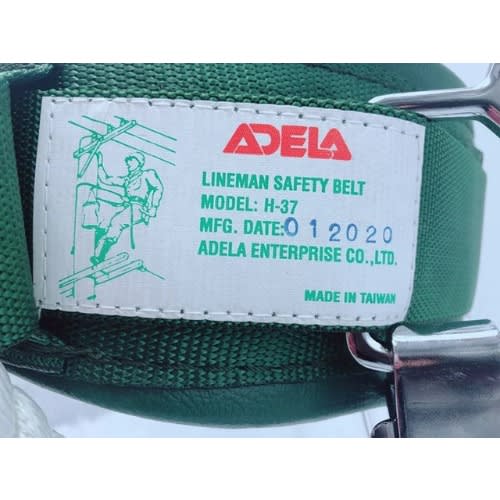 ADELA
LINEMAN SAFETY BELT
MODEL: H-37
MFG. DATE:012020
ADELA ENTERPRISE CO.,LTD.
MADE IN TAIWAN